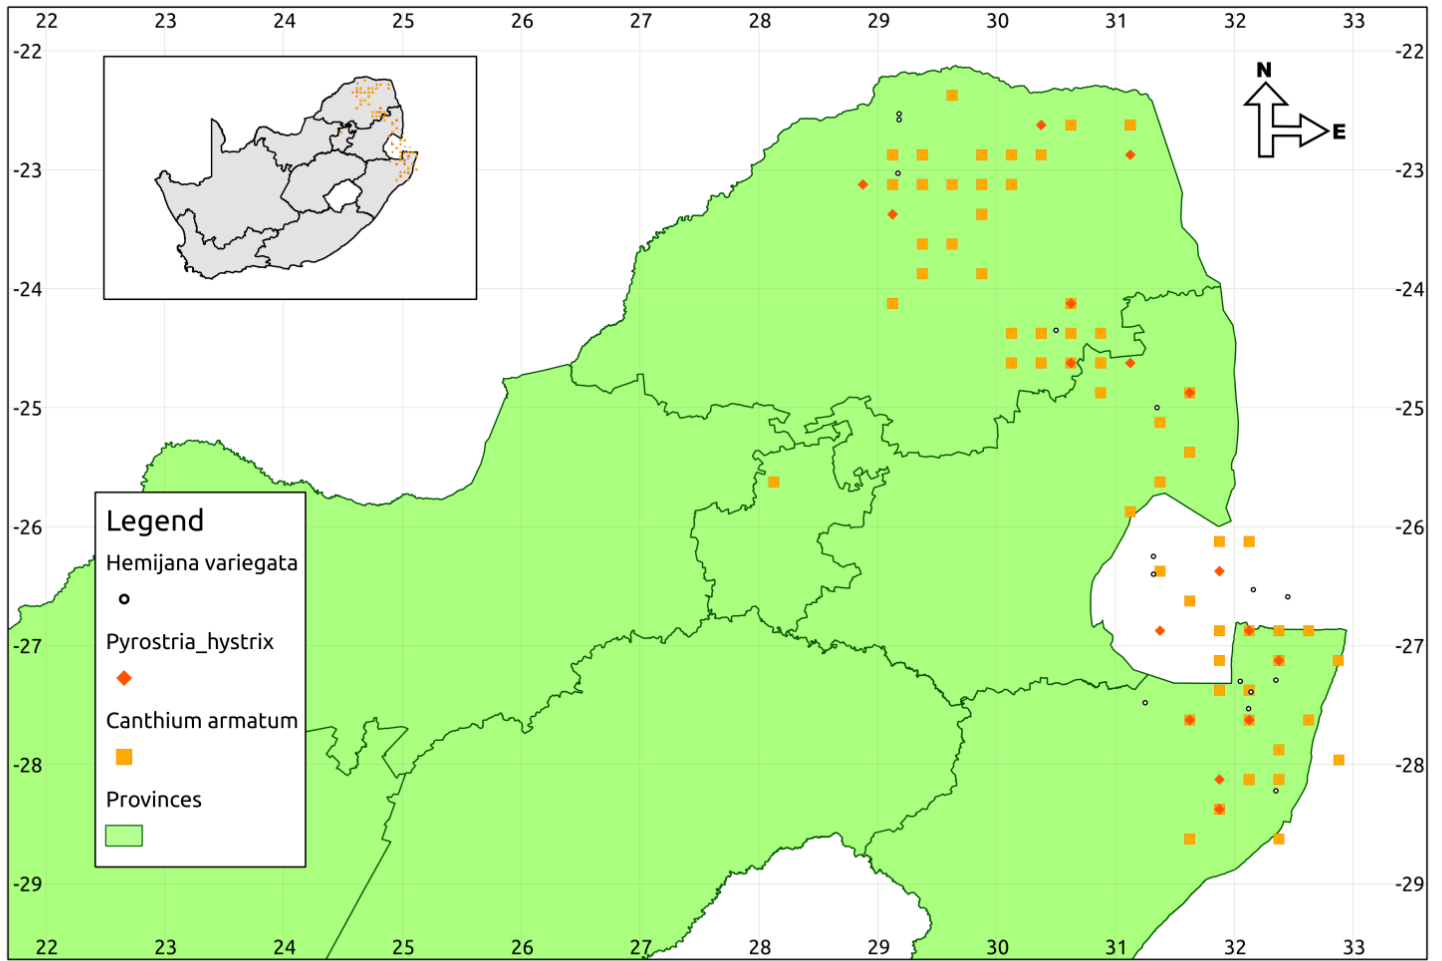 22 23 24 25 26 27 28 29 30 31 32 33
-22 -22
N
E
-23 -23
-24 -24
-25 -25
-26 -26
-27 -27
-28 -28
-29 -29
Legend
Hemijana variegata
Pyrostria_hystrix
Canthium armatum
Provinces
22 23 24 25 26 27 28 29 30 31 32 33